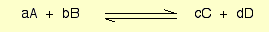 aA + bB ⇌ cC + dD